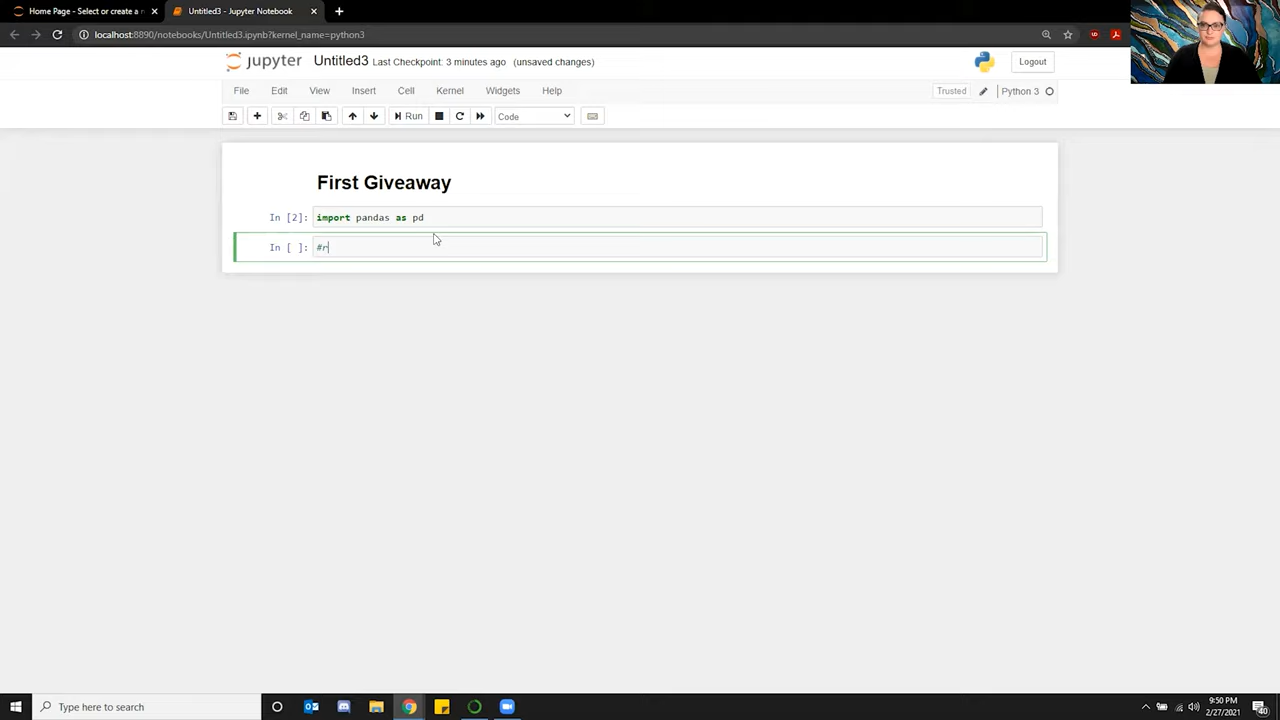 Home Page - Select or create a n
Untitled3 - Jupyter Notebook
localhost:8890/notebooks/Untitled3.ipynb?kernel_name=python3
jupyter Untitled3 Last Checkpoint: 3 minutes ago (unsaved changes) Logout
File Edit View Insert Cell Kernel Widgets Help Trusted Python 3
Run Code
First Giveaway
In [2]: import pandas as pd
In [ ]: #r
Type here to search
9:50 PM
2/27/2021
40